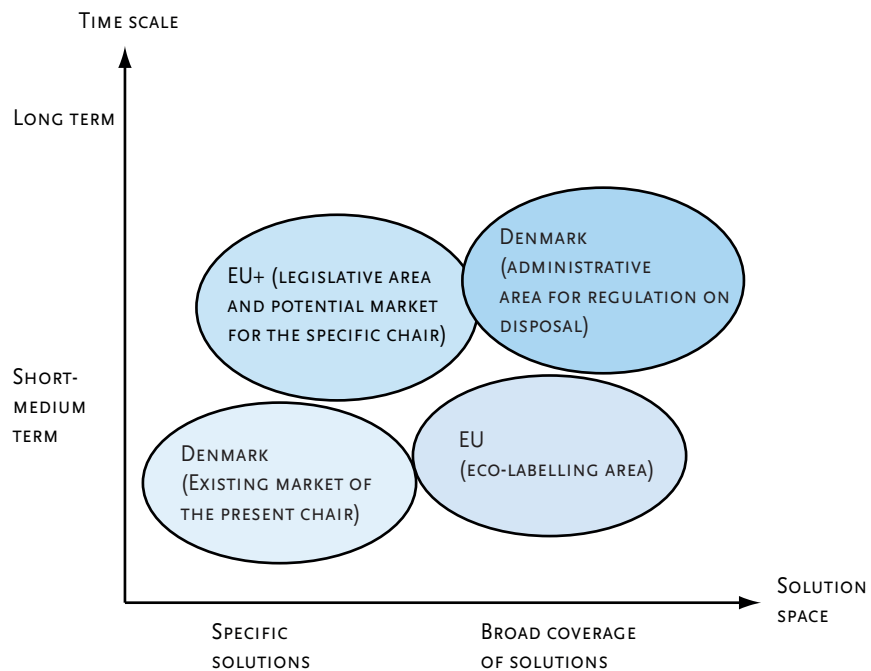 Time scale
Long term
Denmark
(administrative
area for regulation on
disposal)
EU+ (legislative area
and potential market
for the specific chair)
Short-
medium
term
EU
(eco-labelling area)
Denmark
(Existing market of
the present chair)
Solution
space
Specific
solutions
Broad coverage
of solutions